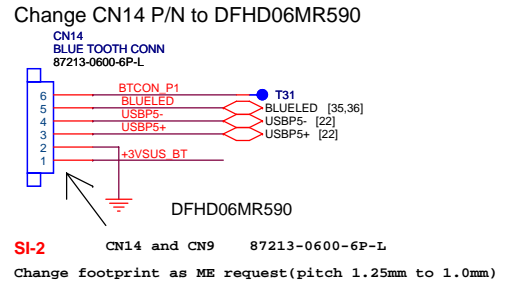 Change CN14 P/N to DFHD06MR590
CN14
BLUE TOOTH CONN
87213-0600-6P-L
6 BTCON_P1 T31
5 BLUELED BLUELED [35,36]
4 USBP5- USBP5- [22]
3 USBP5+ USBP5+ [22]
2
1 +3VSUS_BT
DFHD06MR590
SI-2 CN14 and CN9 87213-0600-6P-L
Change footprint as ME request(pitch 1.25mm to 1.0mm)